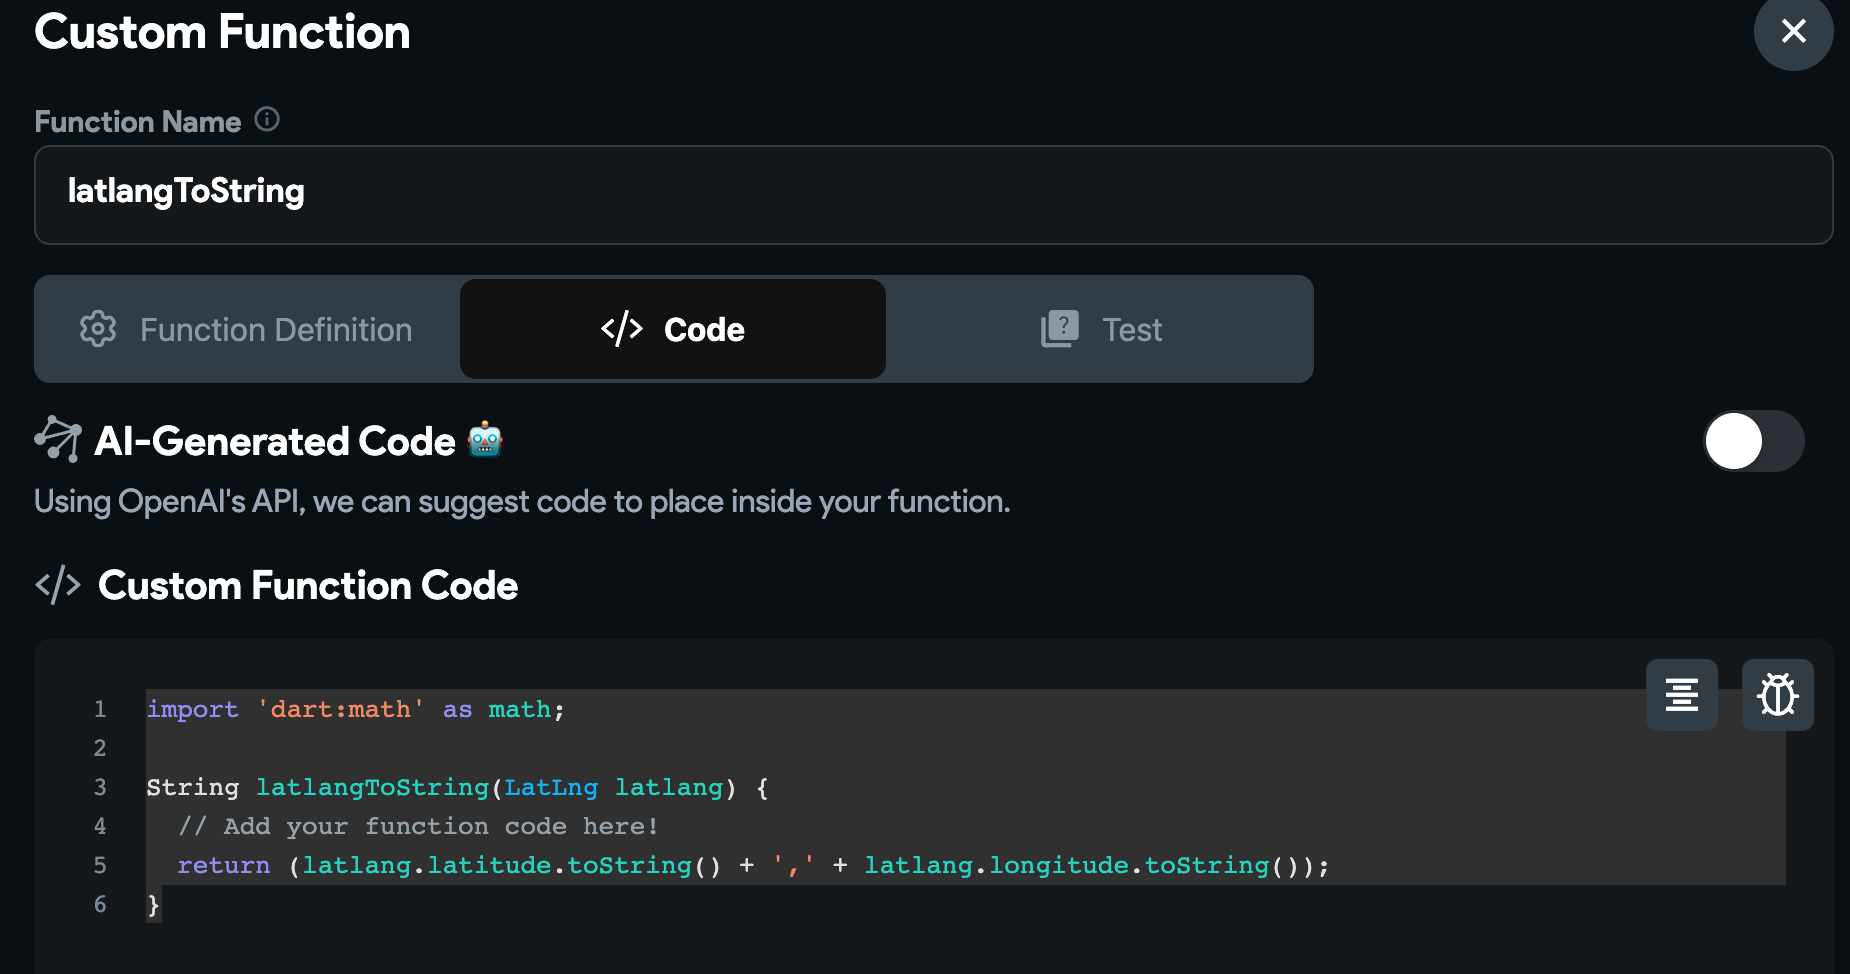 Custom Function
Function Name
latlangToString
Function Definition
</> Code
Test
AI-Generated Code 🤖
Using OpenAI's API, we can suggest code to place inside your function.
</> Custom Function Code
1 import 'dart:math' as math;
2
3 String latlangToString(LatLng latlang) {
4   // Add your function code here!
5   return (latlang.latitude.toString() + ',' + latlang.longitude.toString());
6 }